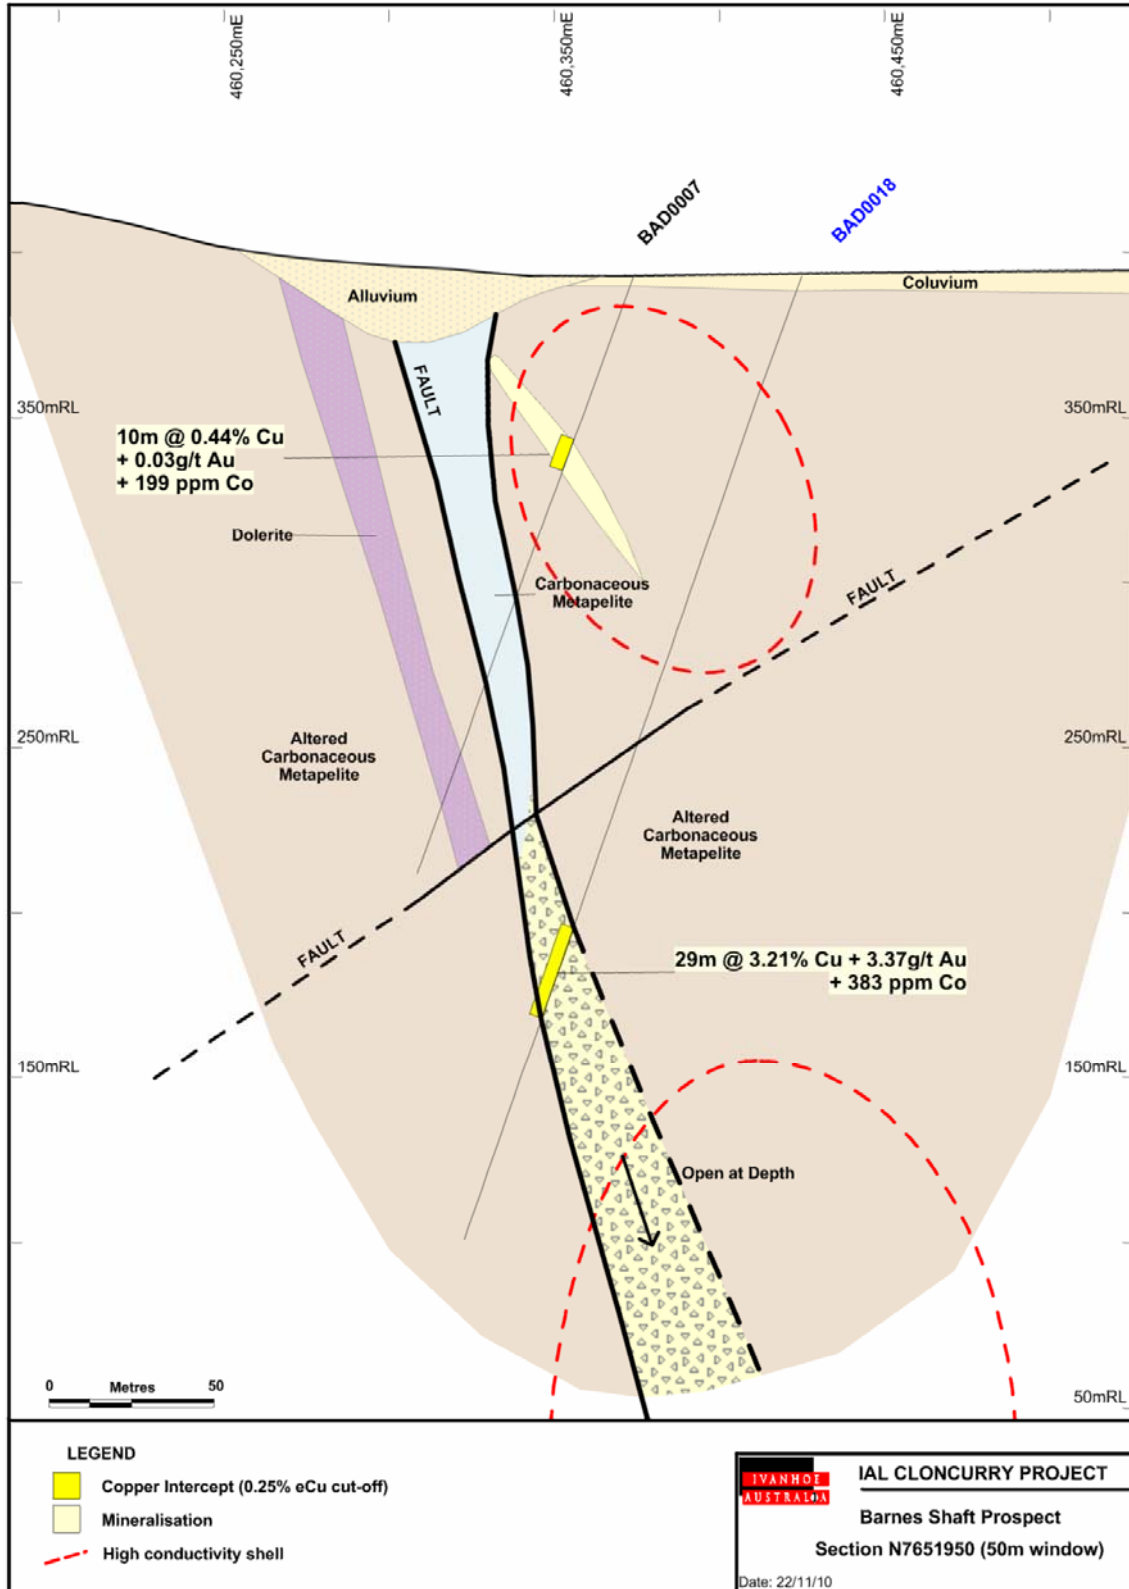 460,250mE
460,350mE
460,450mE
BAD0007
BAD0018
Alluvium
Coluvium
FAULT
350mRL
350mRL
10m @ 0.44% Cu
+ 0.03g/t Au
+ 199 ppm Co
Dolerite
Carbonaceous
Metapelite
FAULT
250mRL
250mRL
Altered
Carbonaceous
Metapelite
Altered
Carbonaceous
Metapelite
FAULT
29m @ 3.21% Cu + 3.37g/t Au
+ 383 ppm Co
150mRL
150mRL
Open at Depth
0 Metres 50
50mRL
LEGEND
Copper Intercept (0.25% eCu cut-off)
Mineralisation
High conductivity shell
IVANHOE
AUSTRALIA
IAL CLONCURRY PROJECT
Barnes Shaft Prospect
Section N7651950 (50m window)
Date: 22/11/10